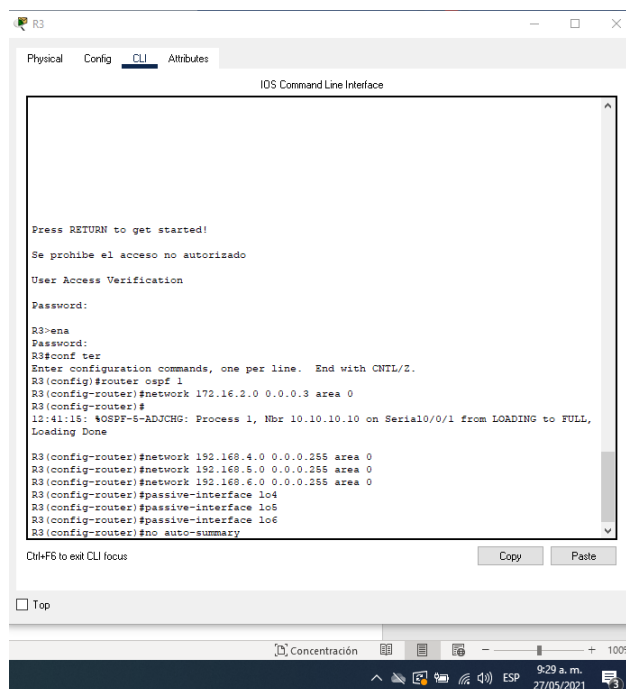 R3
Physical Config CLI Attributes
IOS Command Line Interface
Press RETURN to get started!
Se prohibe el acceso no autorizado
User Access Verification
Password:
R3>ena
Password:
R3#conf ter
Enter configuration commands, one per line. End with CNTL/Z.
R3(config)#router ospf 1
R3(config-router)#network 172.16.2.0 0.0.0.3 area 0
R3(config-router)#
12:41:15: %OSPF-5-ADJCHG: Process 1, Nbr 10.10.10.10 on Serial0/0/1 from LOADING to FULL,
Loading Done
R3(config-router)#network 192.168.4.0 0.0.0.255 area 0
R3(config-router)#network 192.168.5.0 0.0.0.255 area 0
R3(config-router)#network 192.168.6.0 0.0.0.255 area 0
R3(config-router)#passive-interface lo4
R3(config-router)#passive-interface lo5
R3(config-router)#passive-interface lo6
R3(config-router)#no auto-summary
Ctrl+F6 to exit CLI focus
Copy Paste
Top
Concentración
100%
ESP
9:29 a. m.
27/05/2021
3